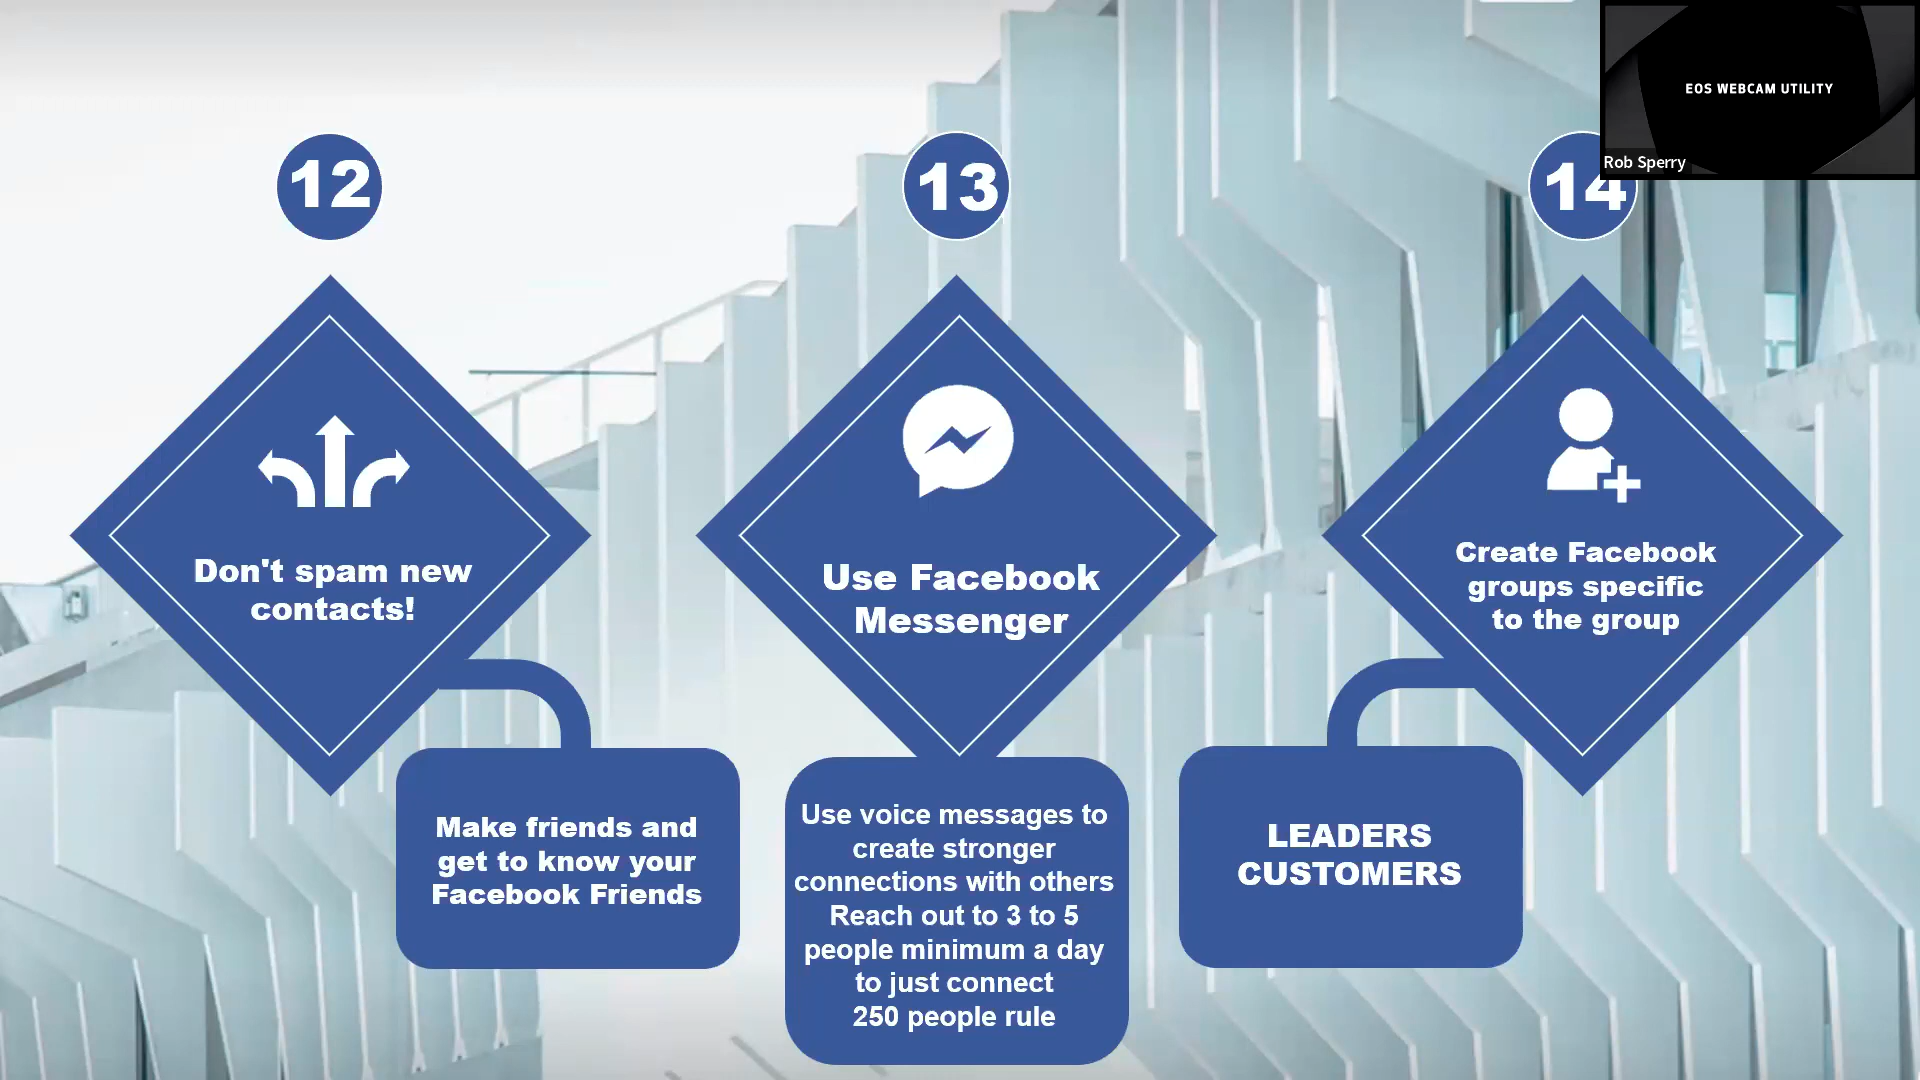 EOS WEBCAM UTILITY
Rob Sperry
12
13
14
Don't spam new
contacts!
Make friends and
get to know your
Facebook Friends
Use Facebook
Messenger
Use voice messages to
create stronger
connections with others
Reach out to 3 to 5
people minimum a day
to just connect
250 people rule
Create Facebook
groups specific
to the group
LEADERS
CUSTOMERS